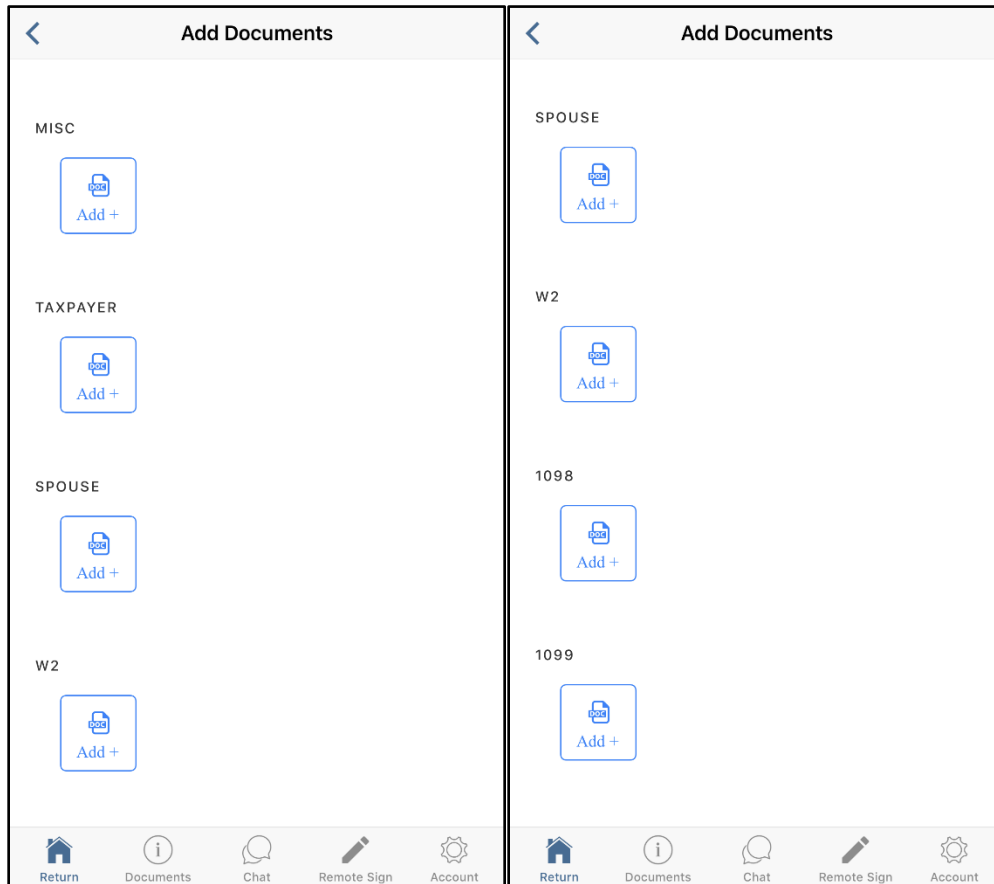 Add Documents
MISC
DOC
Add +
TAXPAYER
DOC
Add +
SPOUSE
DOC
Add +
W2
DOC
Add +
Return Documents Chat Remote Sign Account
Add Documents
SPOUSE
DOC
Add +
W2
DOC
Add +
1098
DOC
Add +
1099
DOC
Add +
Return Documents Chat Remote Sign Account